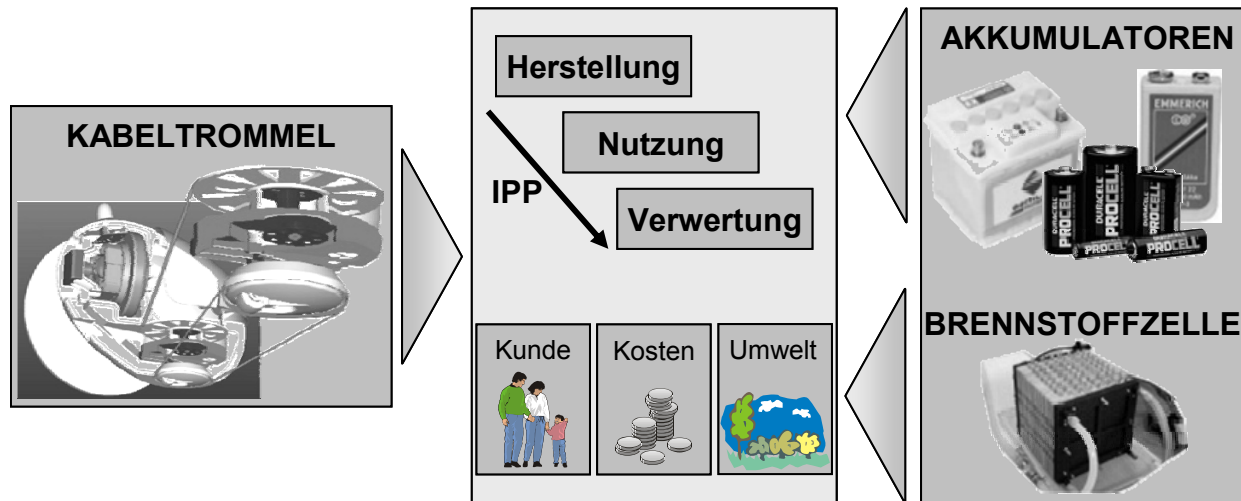 KABELTROMMEL
Herstellung
Nutzung
Verwertung
IPP
Kunde
Kosten
Umwelt
AKKUMULATOREN
EMMERICH
DURACELL
PROCELL
DURACELL
PROCELL
DURACELL
PROCELL
PROCELL
DURACELL
PROCELL
BRENNSTOFFZELLE